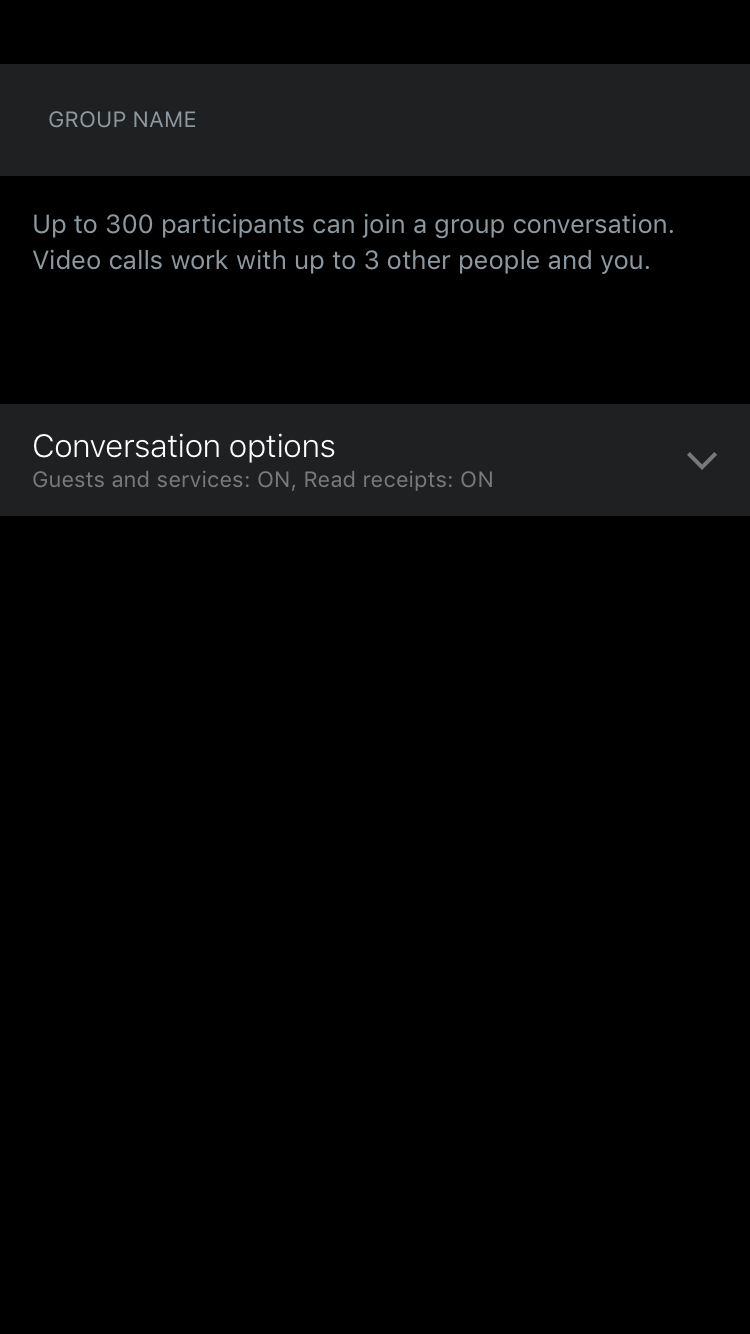 GROUP NAME
Up to 300 participants can join a group conversation.
Video calls work with up to 3 other people and you.
Conversation options
Guests and services: ON, Read receipts: ON